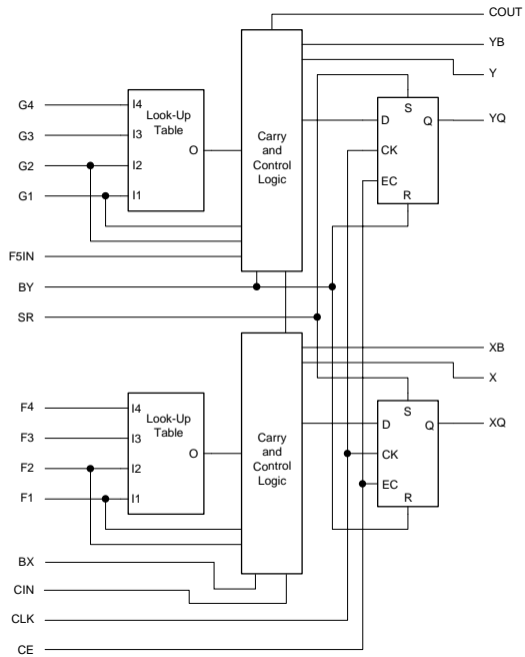 COUT
YB
Y
G4
G3
G2
G1
I4
I3
I2
I1
Look-Up
Table
O
Carry
and
Control
Logic
S
D
Q
CK
EC
R
YQ
F5IN
BY
SR
XB
X
F4
F3
F2
F1
I4
I3
I2
I1
Look-Up
Table
O
Carry
and
Control
Logic
S
D
Q
CK
EC
R
XQ
BX
CIN
CLK
CE